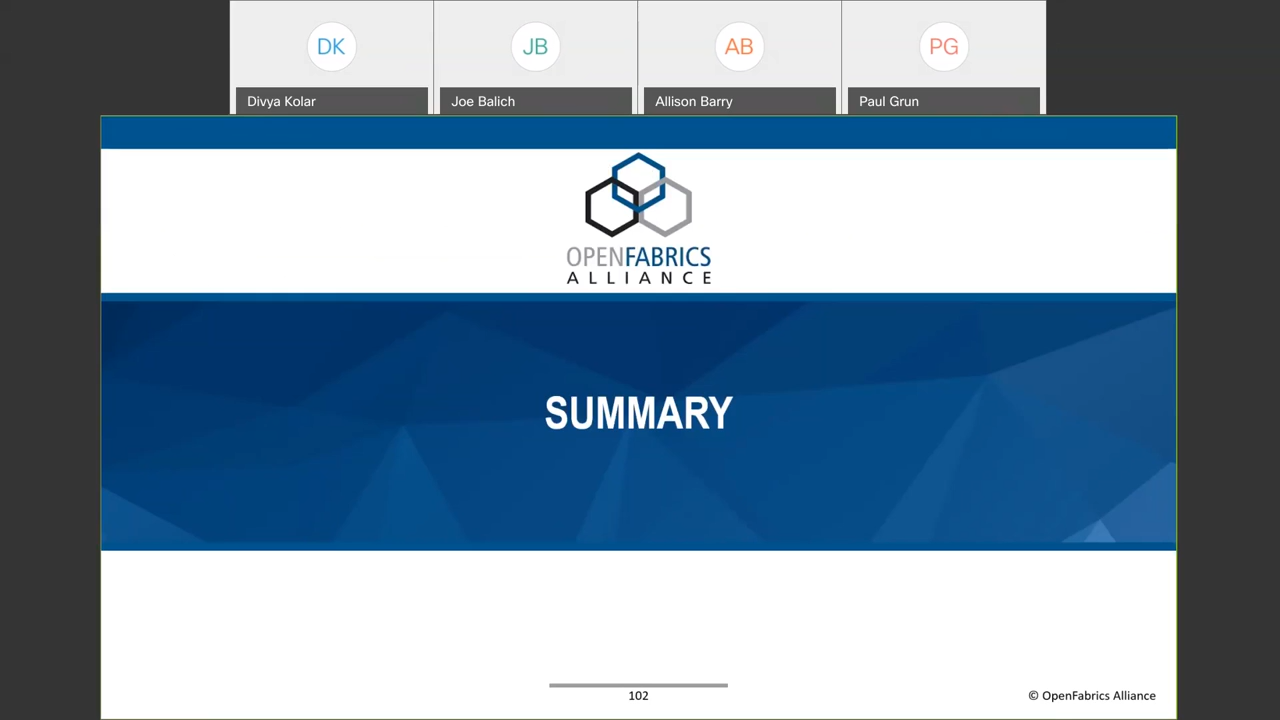 DK
JB
AB
PG
Divya Kolar
Joe Balich
Allison Barry
Paul Grun
OPENFABRICS
ALLIANCE
SUMMARY
102
© OpenFabrics Alliance